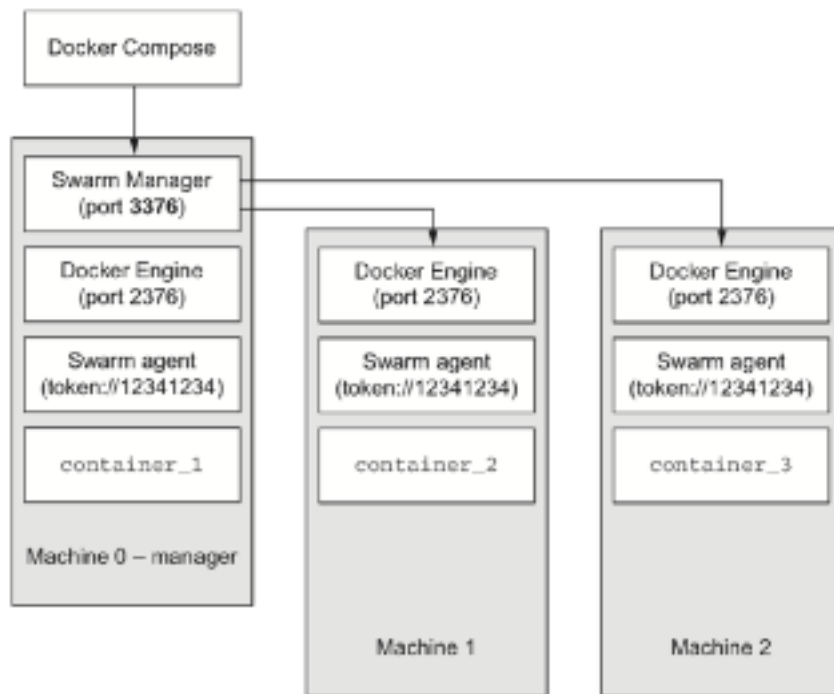 Docker Compose
Swarm Manager
(port 3376)
Docker Engine
(port 2376)
Swarm agent
(token://12341234)
container_1
Machine 0 – manager
Docker Engine
(port 2376)
Swarm agent
(token://12341234)
container_2
Machine 1
Docker Engine
(port 2376)
Swarm agent
(token://12341234)
container_3
Machine 2